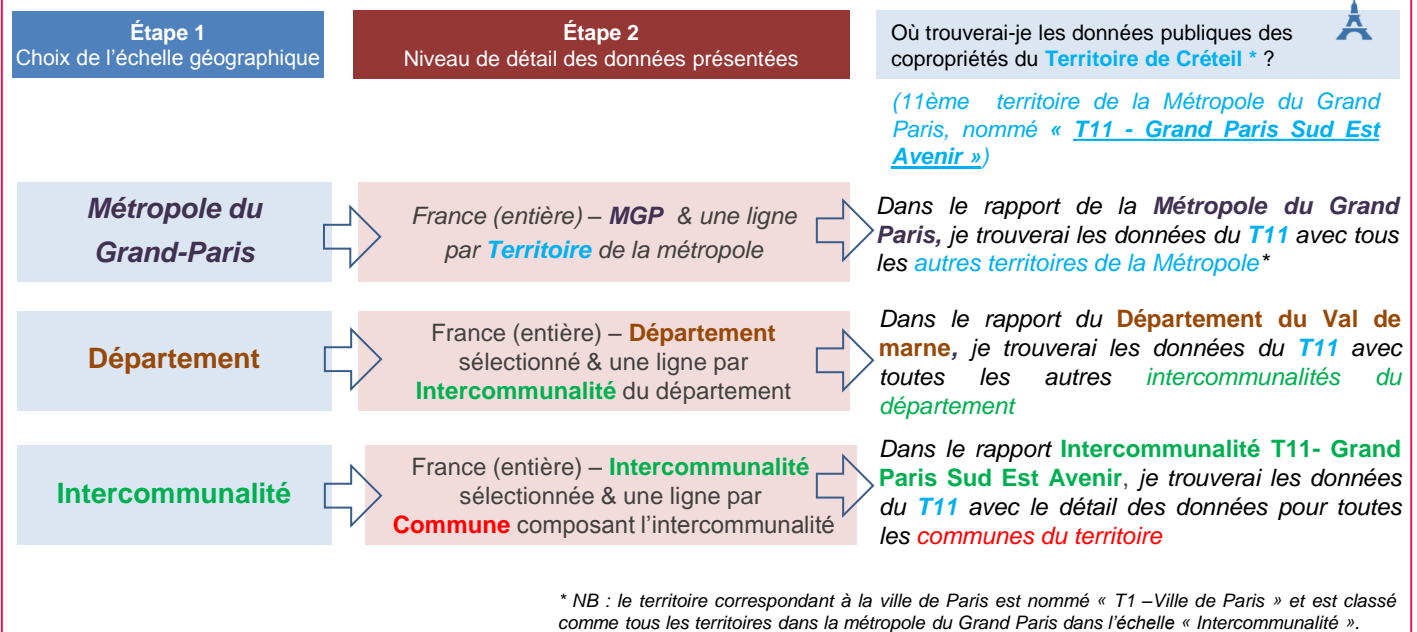 Étape 1
Choix de l'échelle géographique
Étape 2
Niveau de détail des données présentées
Où trouverai-je les données publiques des
copropriétés du Territoire de Créteil * ?
(11ème territoire de la Métropole du Grand
Paris, nommé « T11 - Grand Paris Sud Est
Avenir »)
Métropole du
Grand-Paris
France (entière) – MGP & une ligne
par Territoire de la métropole
Dans le rapport de la Métropole du Grand
Paris, je trouverai les données du T11 avec tous
les autres territoires de la Métropole*
Département
France (entière) – Département
sélectionné & une ligne par
Intercommunalité du département
Dans le rapport du Département du Val de
marne, je trouverai les données du T11 avec
toutes les autres intercommunalités du
département
Intercommunalité
France (entière) – Intercommunalité
sélectionnée & une ligne par
Commune composant l'intercommunalité
Dans le rapport Intercommunalité T11- Grand
Paris Sud Est Avenir, je trouverai les données
du T11 avec le détail des données pour toutes
les communes du territoire
* NB : le territoire correspondant à la ville de Paris est nommé « T1 –Ville de Paris » et est classé
comme tous les territoires dans la métropole du Grand Paris dans l'échelle « Intercommunalité ».